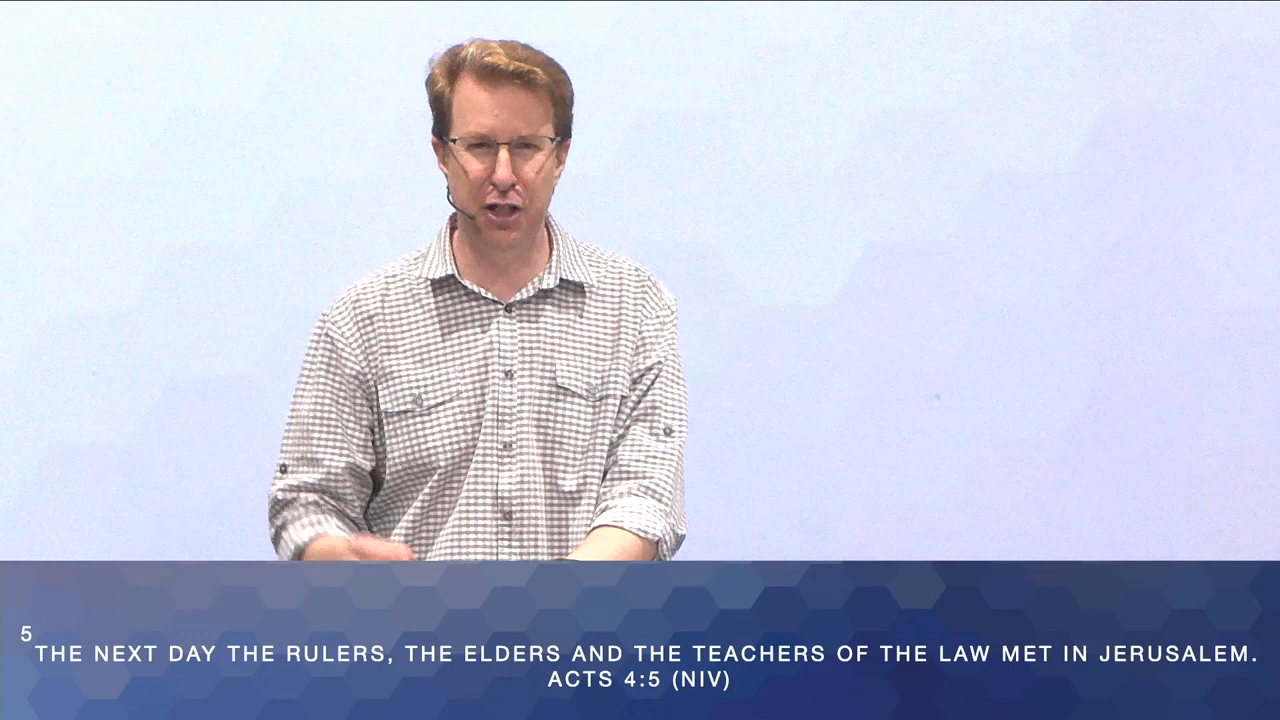 5
THE NEXT DAY THE RULERS, THE ELDERS AND THE TEACHERS OF THE LAW MET IN JERUSALEM.
ACTS 4:5 (NIV)